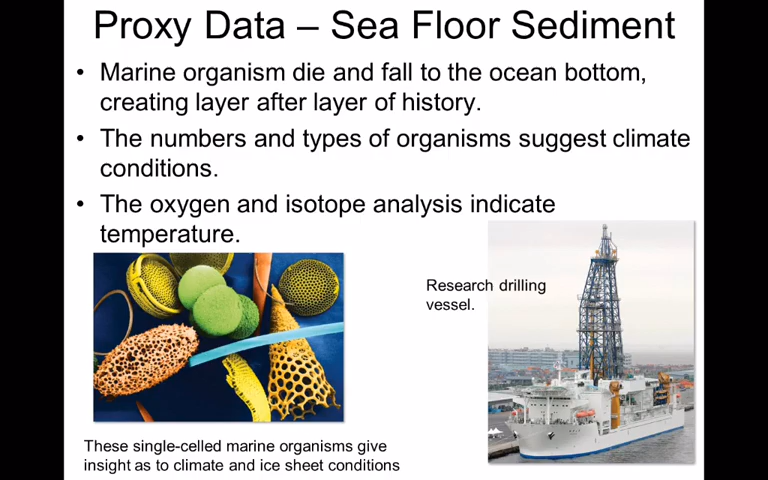 Proxy Data – Sea Floor Sediment
• Marine organism die and fall to the ocean bottom,
creating layer after layer of history.
• The numbers and types of organisms suggest climate
conditions.
• The oxygen and isotope analysis indicate
temperature.
Research drilling
vessel.
These single-celled marine organisms give
insight as to climate and ice sheet conditions